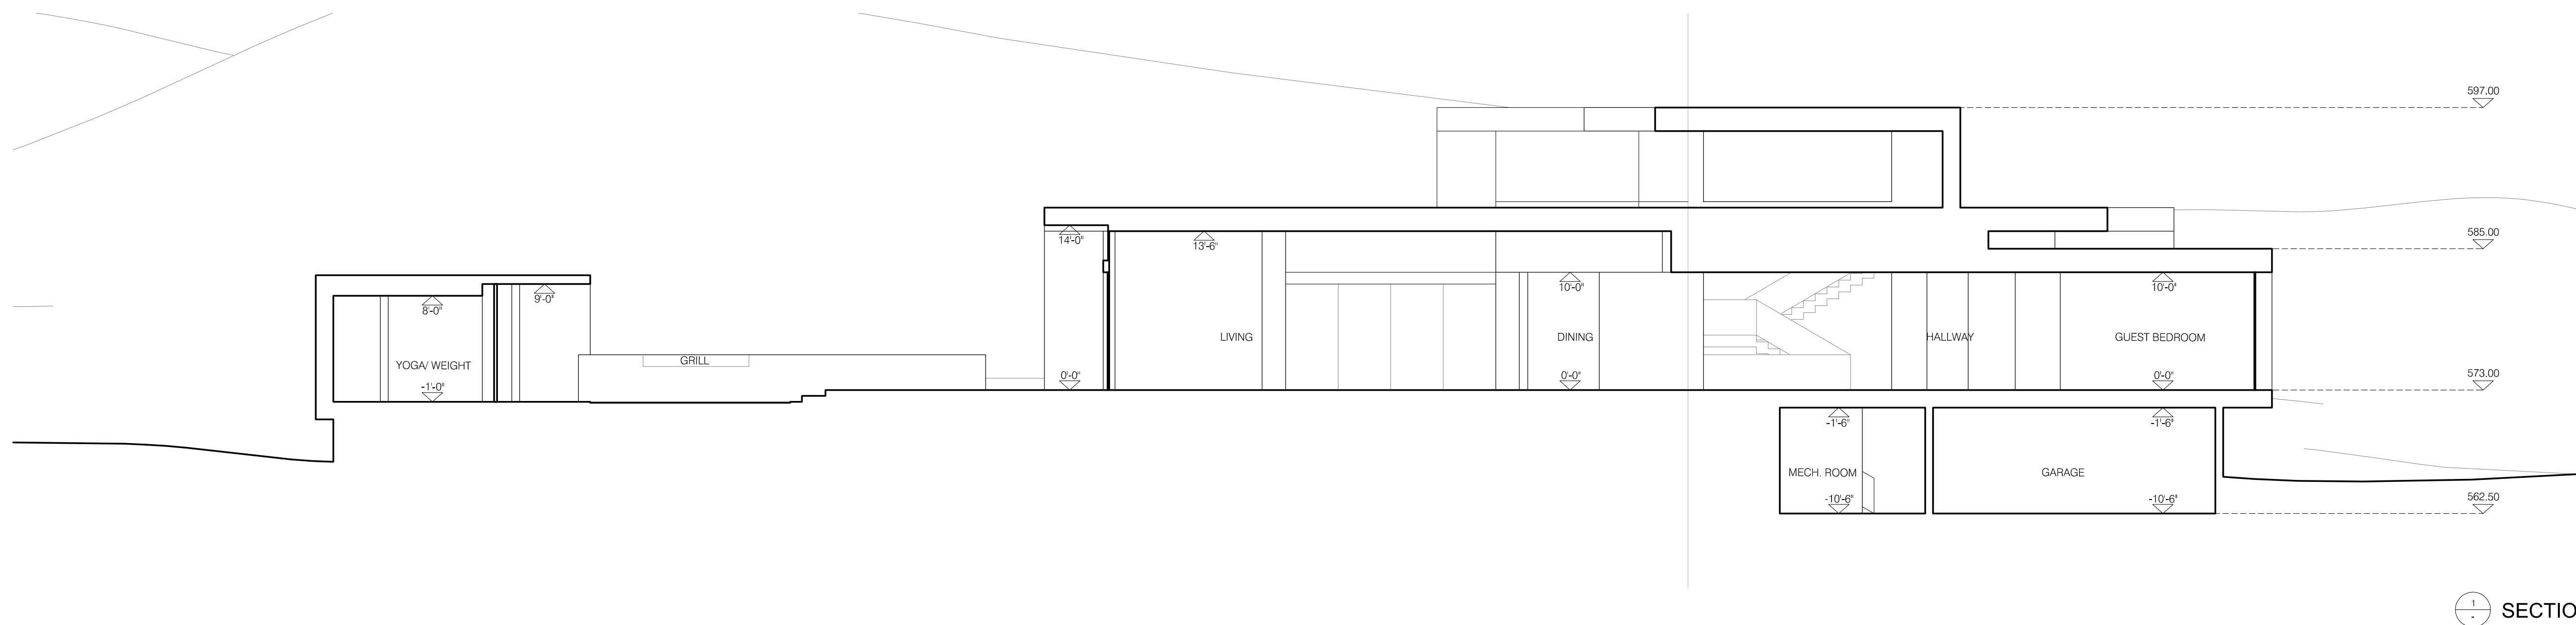 597.00
585.00
14'-0"
13'-6"
10'-0"
10'-0"
9'-0"
8'-0"
LIVING
DINING
HALLWAY
GUEST BEDROOM
GRILL
YOGA/ WEIGHT
-1'-0"
0'-0"
0'-0"
0'-0"
573.00
-1'-6"
-1'-6"
MECH. ROOM
GARAGE
-10'-6"
-10'-6"
562.50
1
-
SECTIO